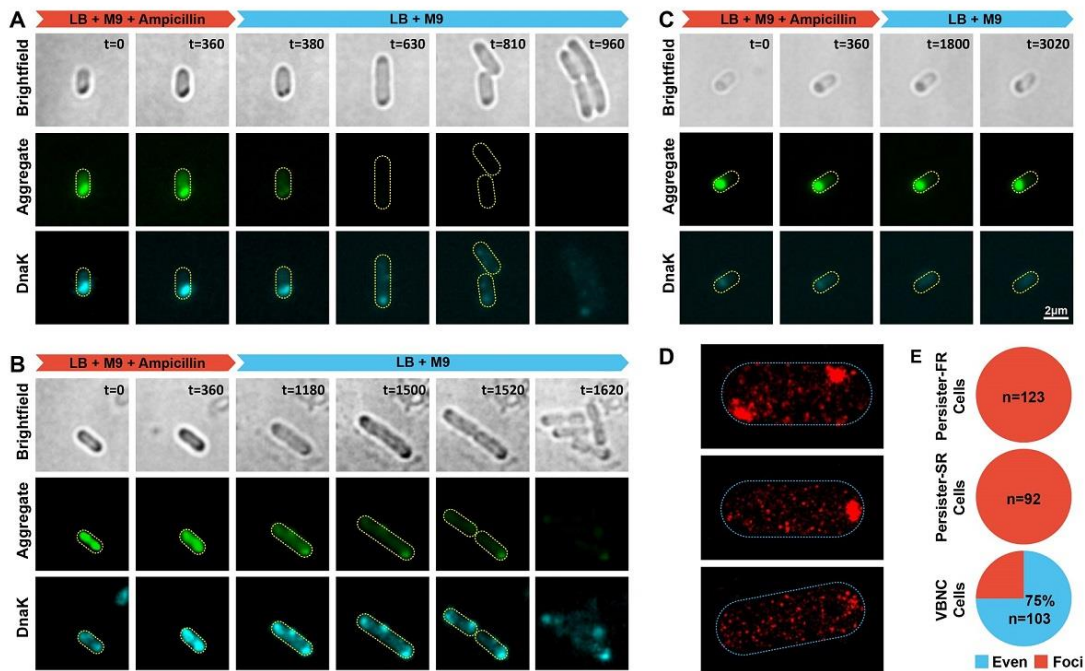 A
LB + M9 + Ampicillin
LB + M9
Brightfield
t=0
t=360
t=380
t=630
t=810
t=960
Aggregate
DnaK
B
LB + M9 + Ampicillin
LB + M9
Brightfield
t=0
t=360
t=1180
t=1500
t=1520
t=1620
Aggregate
DnaK
C
LB + M9 + Ampicillin
LB + M9
Brightfield
t=0
t=360
t=1800
t=3020
Aggregate
DnaK
2μm
D
E
Persister-FR
Cells
n=123
Persister-SR
Cells
n=92
VBNC
Cells
75%
n=103
Even
Foci